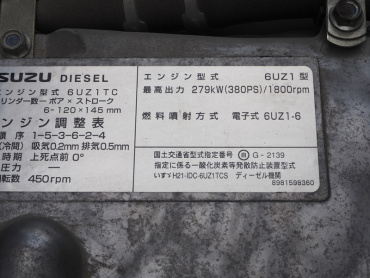 SUZU DIESEL
ンジン型式 6UZ1TC
リンダー数ーボア×ストローク
6-120×145mm
ンジン調整表
順序 1-5-3-6-2-4
(冷間) 吸気0.2mm 排気0.5mm
時期 上死点前0°
圧力 ―
転数 450rpm
エンジン型式 6UZ1型
最高出力 279kW(380PS)/1800rpm
燃料噴射方式 電子式6UZ1-6
国土交通省型式指定番号 G-2139
指定に係る一酸化炭素等発散防止装置型式
いすゞH21-IDC-6UZ1TCS ディーゼル機関
8981598360